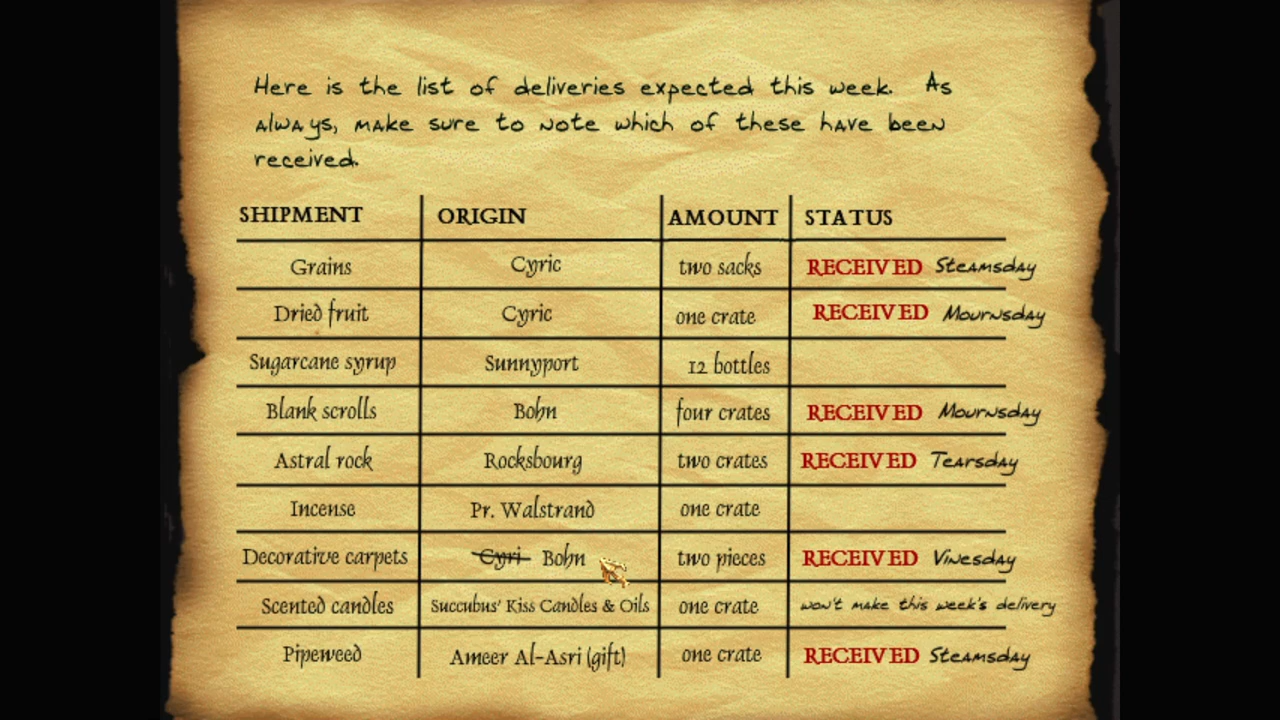 Here is the list of deliveries expected this week. As
always, make sure to note which of these have been
received.
SHIPMENT ORIGIN AMOUNT STATUS
Grains Cyric two sacks RECEIVED Steamsday
Dried fruit Cyric one crate RECEIVED Mournsday
Sugarcane syrup Sunnyport 12 bottles
Blank scrolls Bohn four crates RECEIVED Mournsday
Astral rock Rocksbourg two crates RECEIVED Tearsday
Incense Pr. Walstrand one crate
Decorative carpets Cyri Bohn two pieces RECEIVED Vinesday
Scented candles Succubus' Kiss Candles & Oils one crate won't make this week's delivery
Pipeweed Ameer Al-Asri (gift) one crate RECEIVED Steamsday